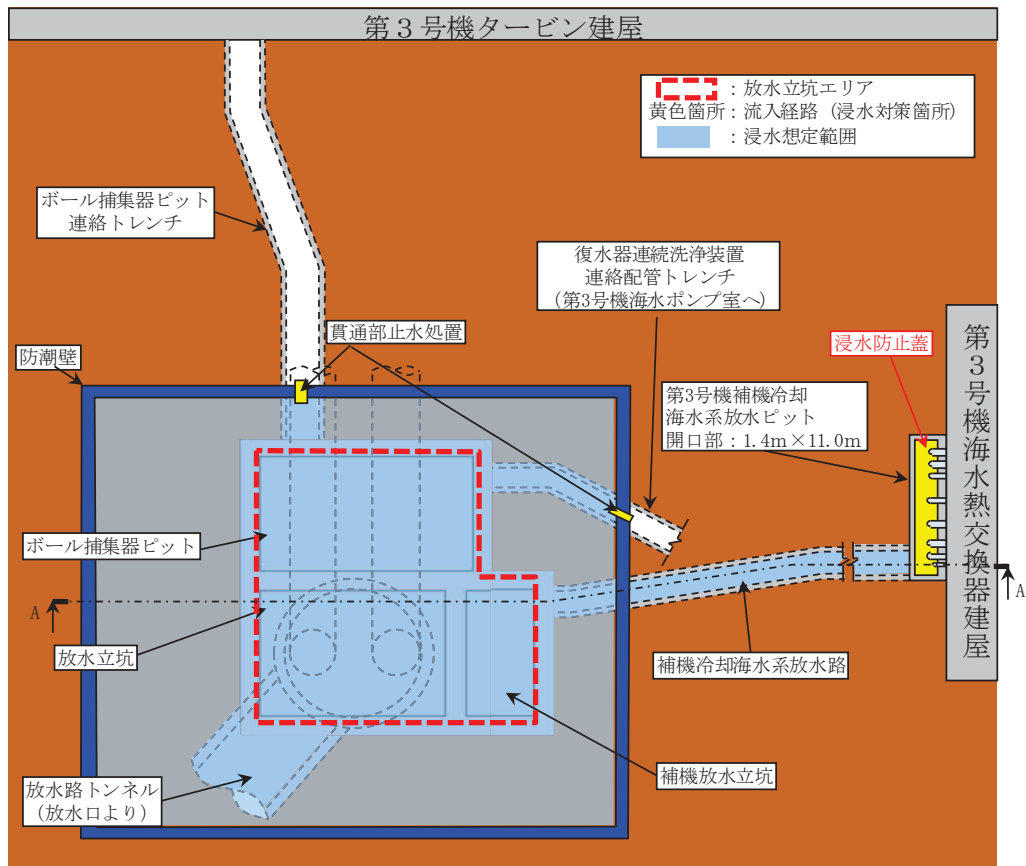 第３号機タービン建屋
：放水立坑エリア
黄色箇所：流入経路（浸水対策箇所）
：浸水想定範囲
ボール捕集器ピット
連絡トレンチ
復水器連続洗浄装置
連絡配管トレンチ
(第3号機海水ポンプ室へ)
貫通部止水処置
防潮壁
浸水防止蓋
第3号機補機冷却
海水系放水ピット
開口部：1.4m×11.0m
第３号機海水熱交換器建屋
ボール捕集器ピット
A
A
放水立坑
補機冷却海水系放水路
補機放水立坑
放水路トンネル
（放水口より）